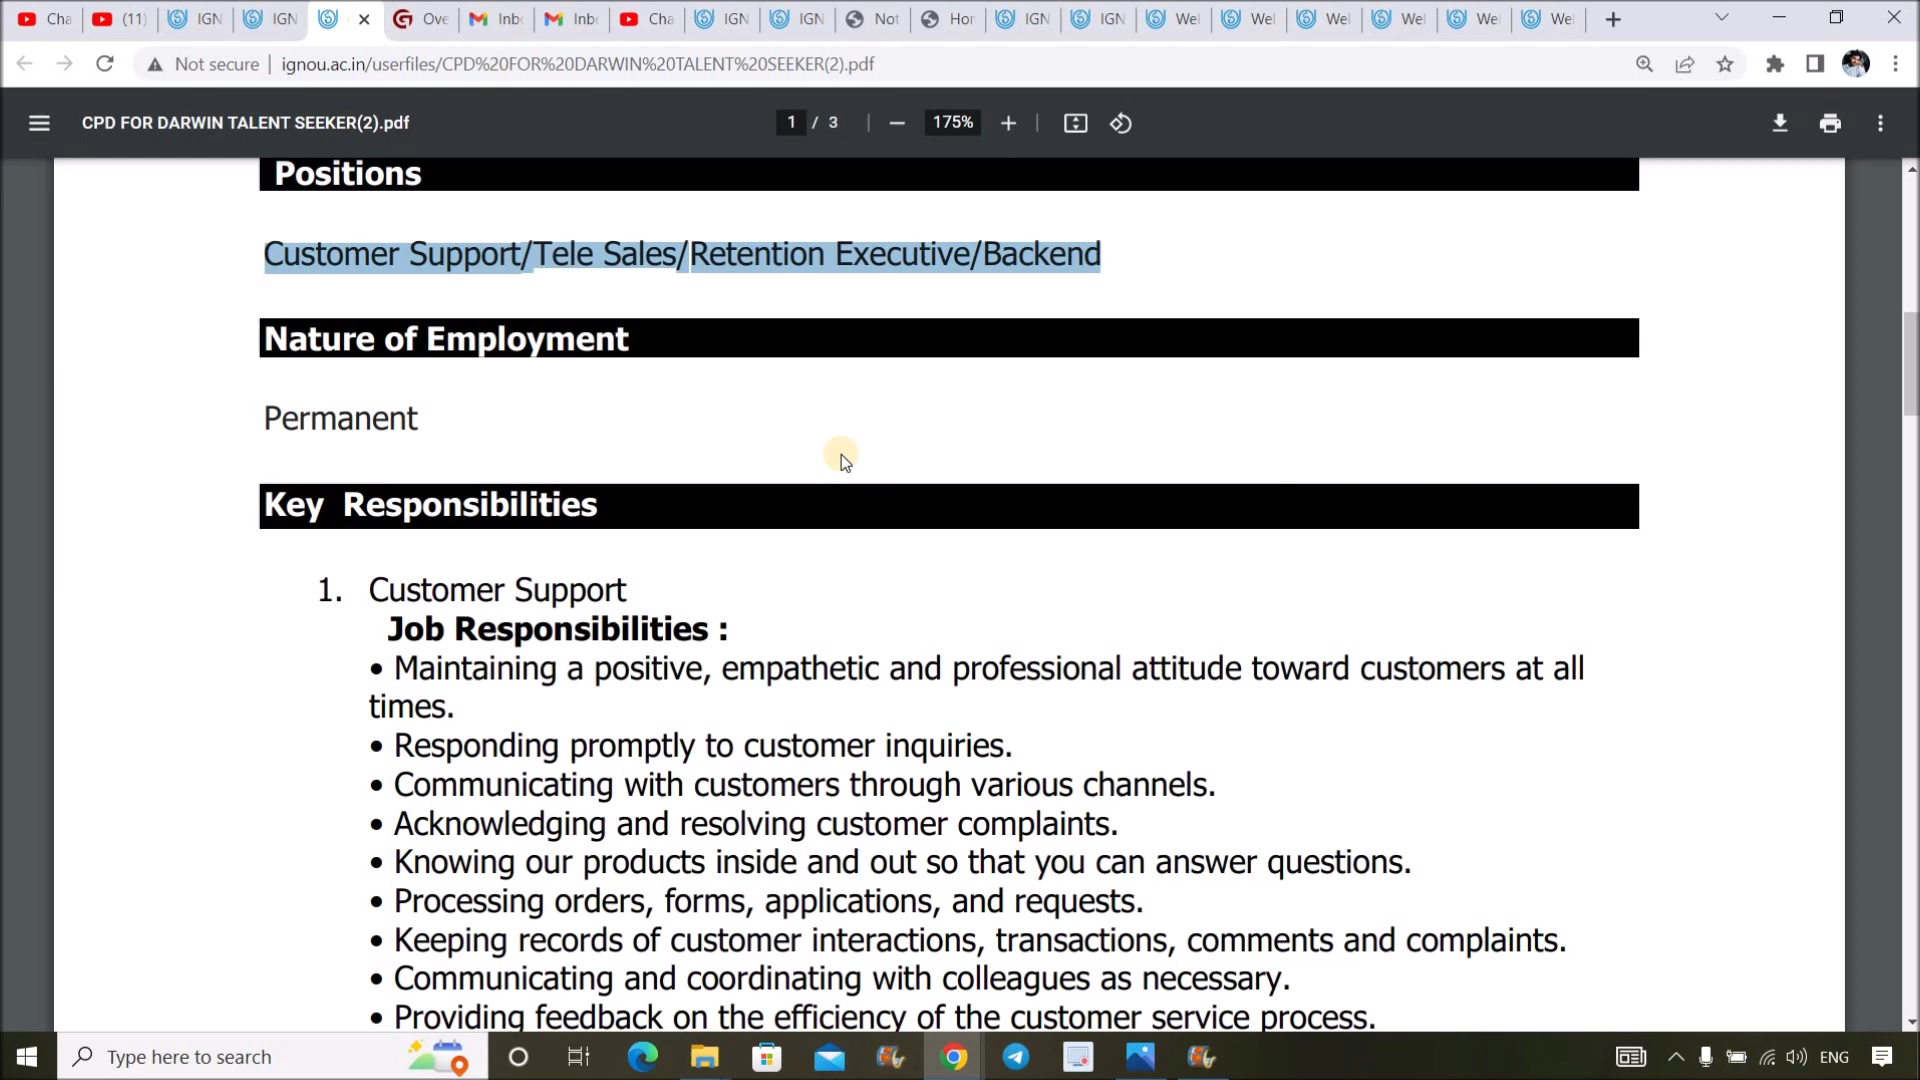 Cha
(11)
IGN
IGN
Ove
Inb
Inb
Cha
IGN
IGN
Not
Hor
IGN
IGN
Wel
Wel
Wel
Wel
Wel
Wel
Not secure
ignou.ac.in/userfiles/CPD%20FOR%20DARWIN%20TALENT%20SEEKER(2).pdf
CPD FOR DARWIN TALENT SEEKER(2).pdf
1 / 3
175%
Positions
Customer Support/Tele Sales/Retention Executive/Backend
Nature of Employment
Permanent
Key Responsibilities
1. Customer Support
Job Responsibilities :
• Maintaining a positive, empathetic and professional attitude toward customers at all
times.
• Responding promptly to customer inquiries.
• Communicating with customers through various channels.
• Acknowledging and resolving customer complaints.
• Knowing our products inside and out so that you can answer questions.
• Processing orders, forms, applications, and requests.
• Keeping records of customer interactions, transactions, comments and complaints.
• Communicating and coordinating with colleagues as necessary.
• Providing feedback on the efficiency of the customer service process.
Type here to search
ENG